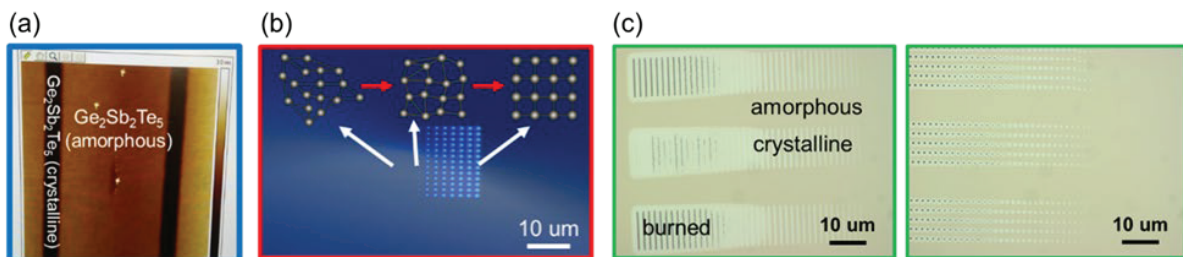 (a)
(b)
(c)
Ge2Sb2Te5 (crystalline)
Ge2Sb2Te5
(amorphous)
10 um
amorphous
crystalline
burned
10 um
10 um